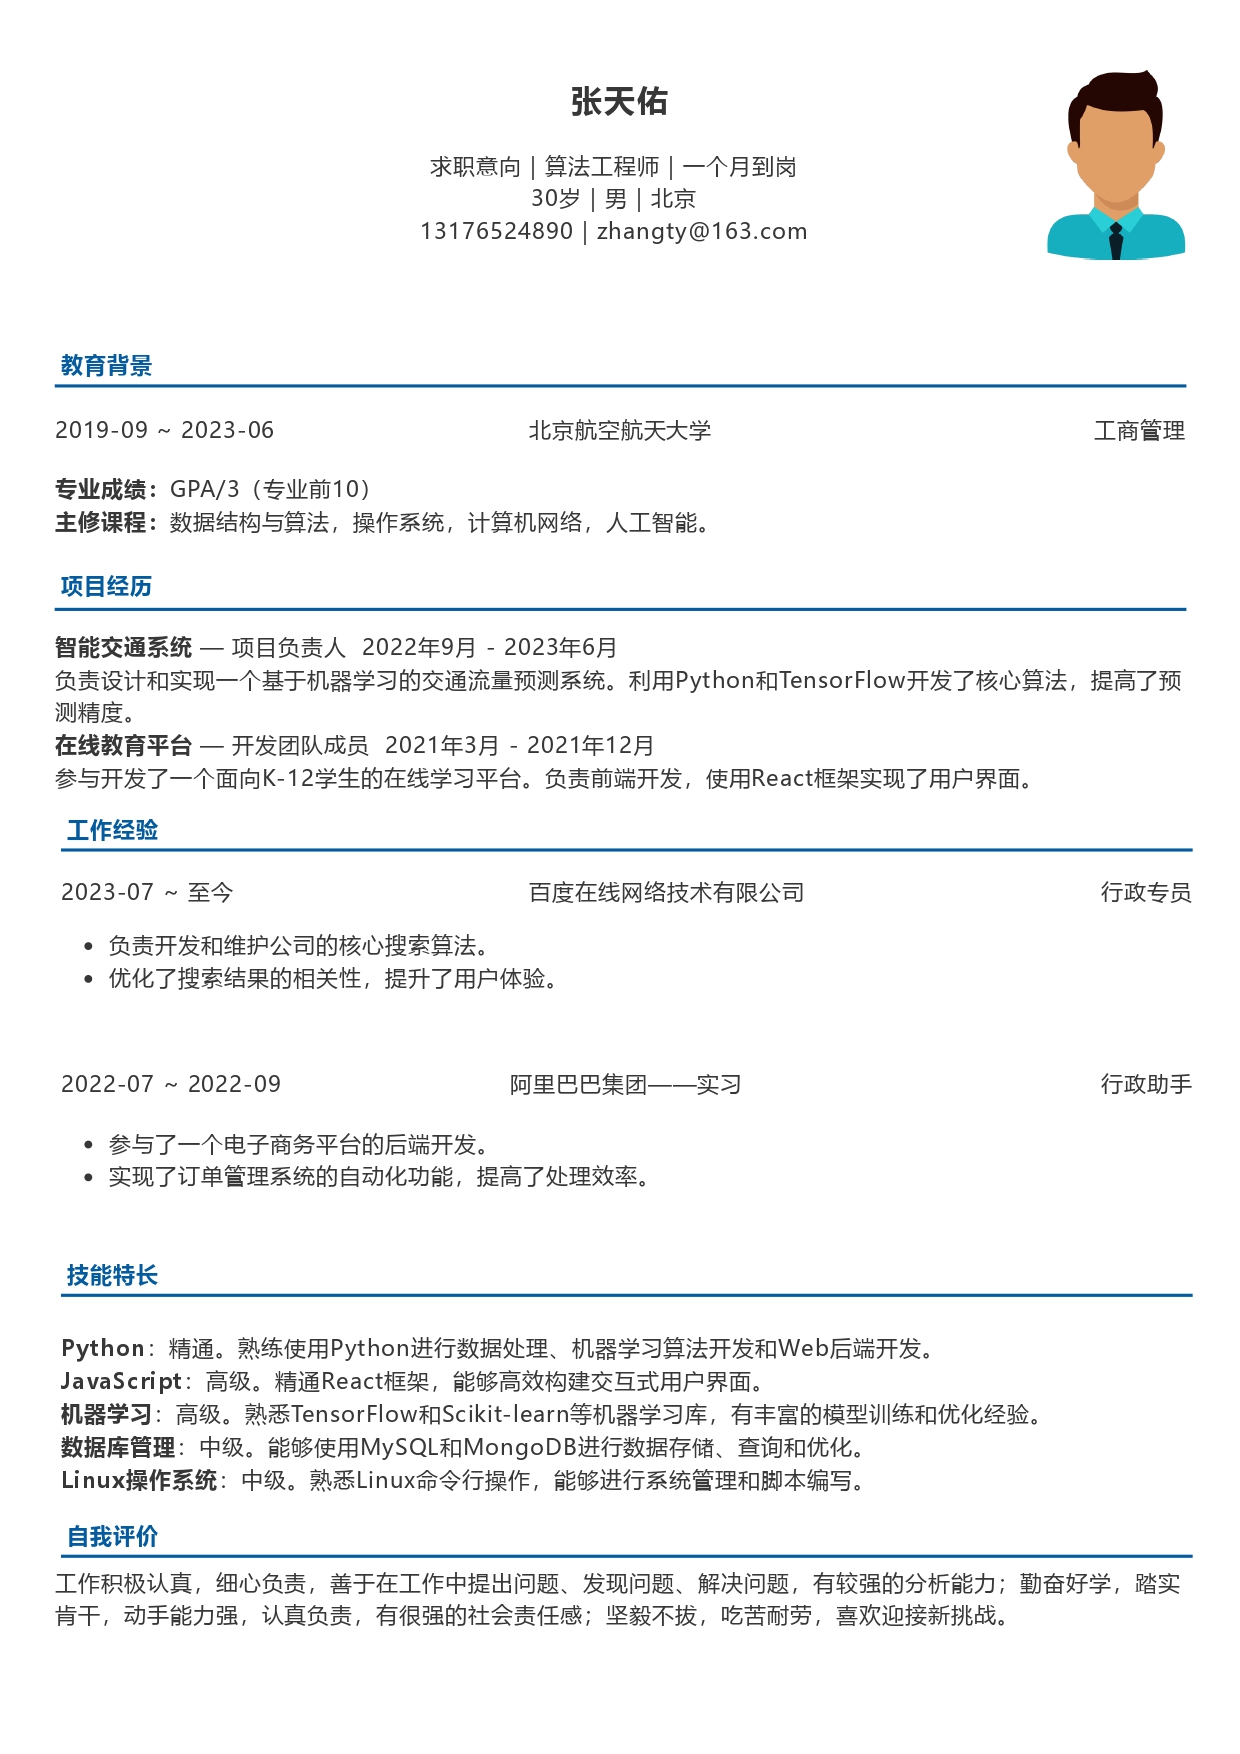 张天佑
求职意向 | 算法工程师 | 一个月到岗
30岁 | 男 | 北京
13176524890 | zhangty@163.com
教育背景
2019-09 ~ 2023-06 北京航空航天大学 工商管理
专业成绩：GPA/3（专业前10）
主修课程：数据结构与算法，操作系统，计算机网络，人工智能。
项目经历
智能交通系统 — 项目负责人 2022年9月 - 2023年6月
负责设计和实现一个基于机器学习的交通流量预测系统。利用Python和TensorFlow开发了核心算法，提高了预
测精度。
在线教育平台 — 开发团队成员 2021年3月 - 2021年12月
参与开发了一个面向K-12学生的在线学习平台。负责前端开发，使用React框架实现了用户界面。
工作经验
2023-07 ~ 至今 百度在线网络技术有限公司 行政专员
• 负责开发和维护公司的核心搜索算法。
• 优化了搜索结果的相关性，提升了用户体验。
2022-07 ~ 2022-09 阿里巴巴集团——实习 行政助手
• 参与了一个电子商务平台的后端开发。
• 实现了订单管理系统的自动化功能，提高了处理效率。
技能特长
Python：精通。熟练使用Python进行数据处理、机器学习算法开发和Web后端开发。
JavaScript：高级。精通React框架，能够高效构建交互式用户界面。
机器学习：高级。熟悉TensorFlow和Scikit-learn等机器学习库，有丰富的模型训练和优化经验。
数据库管理：中级。能够使用MySQL和MongoDB进行数据存储、查询和优化。
Linux操作系统：中级。熟悉Linux命令行操作，能够进行系统管理和脚本编写。
自我评价
工作积极认真，细心负责，善于在工作中提出问题、发现问题、解决问题，有较强的分析能力；勤奋好学，踏实
肯干，动手能力强，认真负责，有很强的社会责任感；坚毅不拔，吃苦耐劳，喜欢迎接新挑战。